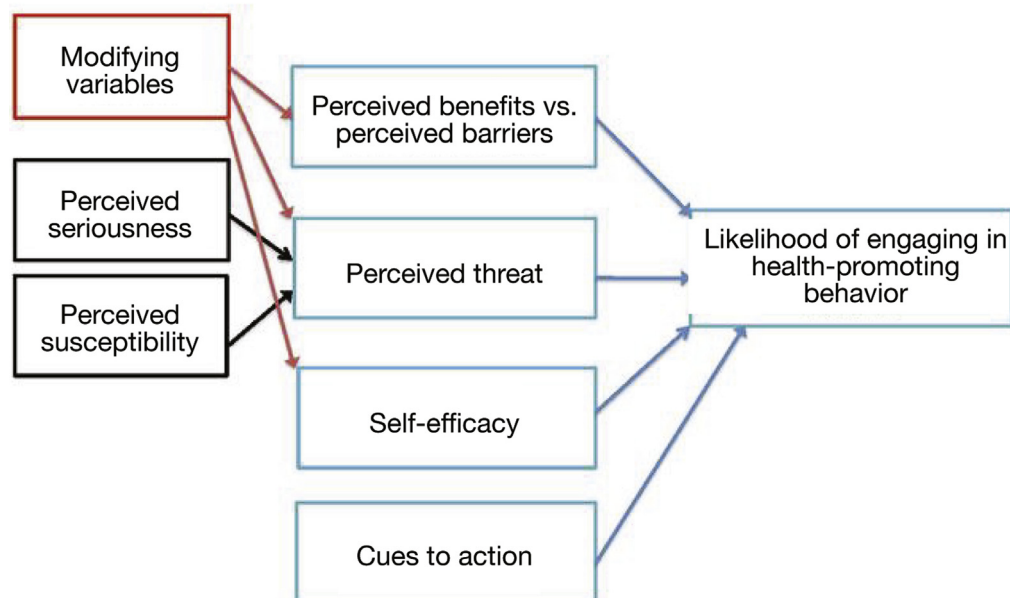 Modifying
variables
Perceived benefits vs.
perceived barriers
Perceived
seriousness
Perceived threat
Likelihood of engaging in
health-promoting
behavior
Perceived
susceptibility
Self-efficacy
Cues to action